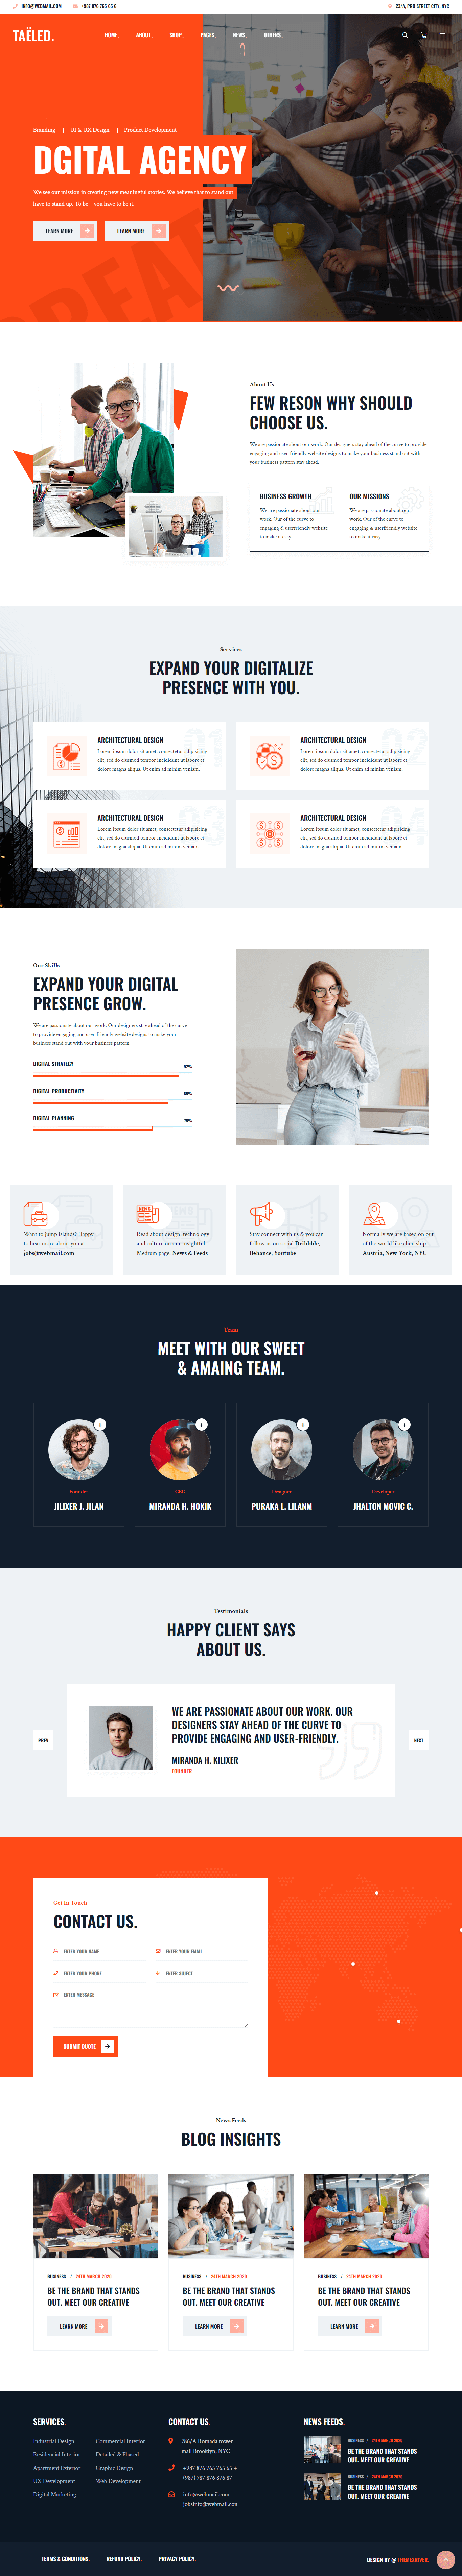 INFO@WEBMAIL.COM +987 876 765 65 6 23/A, PRO STREET CITY, NYC
TAËLED. HOME. ABOUT SHOP. PAGES. NEWS. OTHERS.
Branding | UI & UX Design | Product Development
DGITAL AGENCY
We see our mission in creating new meaningful stories. We believe that to stand out
have to stand up. To be – you have to be it.
LEARN MORE LEARN MORE
About Us
FEW RESON WHY SHOULD
CHOOSE US.
We are passionate about our work. Our designers stay ahead of the curve to provide
engaging and user-friendly website designs to make your business stand out with
your business pattern stay ahead.
BUSINESS GROWTH
We are passionate about our
work. Our of the curve to
engaging & userfriendly website
to make it easy.
OUR MISSIONS
We are passionate about our
work. Our of the curve to
engaging & userfriendly website
to make it easy.
Services
EXPAND YOUR DIGITALIZE
PRESENCE WITH YOU.
01
ARCHITECTURAL DESIGN
Lorem ipsum dolor sit amet, consectetur adipisicing
elit, sed do eiusmod tempor incididunt ut labore et
dolore magna aliqua. Ut enim ad minim veniam.
02
ARCHITECTURAL DESIGN
Lorem ipsum dolor sit amet, consectetur adipisicing
elit, sed do eiusmod tempor incididunt ut labore et
dolore magna aliqua. Ut enim ad minim veniam.
03
ARCHITECTURAL DESIGN
Lorem ipsum dolor sit amet, consectetur adipisicing
elit, sed do eiusmod tempor incididunt ut labore et
dolore magna aliqua. Ut enim ad minim veniam.
04
ARCHITECTURAL DESIGN
Lorem ipsum dolor sit amet, consectetur adipisicing
elit, sed do eiusmod tempor incididunt ut labore et
dolore magna aliqua. Ut enim ad minim veniam.
Our Skills
EXPAND YOUR DIGITAL
PRESENCE GROW.
We are passionate about our work. Our designers stay ahead of the curve
to provide engaging and user-friendly website designs to make your
business stand out with your business pattern.
DIGITAL STRATEGY 92%
DIGITAL PRODUCTIVITY
DIGITAL PLANNING 75%
Want to jump islands? Happy
to hear more about you at
jobs@webmail.com
Read about design, technology
and culture on our insightful
Medium page. News & Feeds
Stay connect with us & you can
follow us on social Dribbble,
Behance, Youtube
Normally we are based on out
of the world like alien ship
Austria, New York, NYC
Team
MEET WITH OUR SWEET
& AMAING TEAM.
Founder
JILIXER J. JILAN
CEO
MIRANDA H. HOKIK
Designer
PURAKA L. LILANM
Developer
JHALTON MOVIC C.
Testimonials
HAPPY CLIENT SAYS
ABOUT US.
PREV
WE ARE PASSIONATE ABOUT OUR WORK. OUR
DESIGNERS STAY AHEAD OF THE CURVE TO
PROVIDE ENGAGING AND USER-FRIENDLY.
MIRANDA H. KILIXER
FOUNDER
NEXT
Get In Touch
CONTACT US.
ENTER YOUR NAME ENTER YOUR EMAIL
ENTER YOUR PHONE ENTER SUJECT
ENTER MESSAGE
SUBMIT QUOTE
News Feeds
BLOG INSIGHTS
BUSINESS / 24TH MARCH 2020
BE THE BRAND THAT STANDS
OUT. MEET OUR CREATIVE
LEARN MORE
BUSINESS / 24TH MARCH 2020
BE THE BRAND THAT STANDS
OUT. MEET OUR CREATIVE
LEARN MORE
BUSINESS / 24TH MARCH 2020
BE THE BRAND THAT STANDS
OUT. MEET OUR CREATIVE
LEARN MORE
SERVICES.
Industrial Design Commercial Interior
Residencial Interior Detailed & Phased
Apartment Exterior Graphic Design
UX Development Web Development
Digital Marketing
CONTACT US.
786/A Romada tower
mall Brooklyn, NYC
+987 876 765 765 65 +
(987) 787 876 876 87
info@webmail.com
jobsinfo@webmail.com
NEWS FEEDS.
BUSINESS / 24TH MARCH 2020
BE THE BRAND THAT STANDS
OUT. MEET OUR CREATIVE
BUSINESS / 24TH MARCH 2020
BE THE BRAND THAT STANDS
OUT. MEET OUR CREATIVE
TERMS & CONDITIONS. REFUND POLICY. PRIVACY POLICY. DESIGN BY @ THEMEXRIVER.